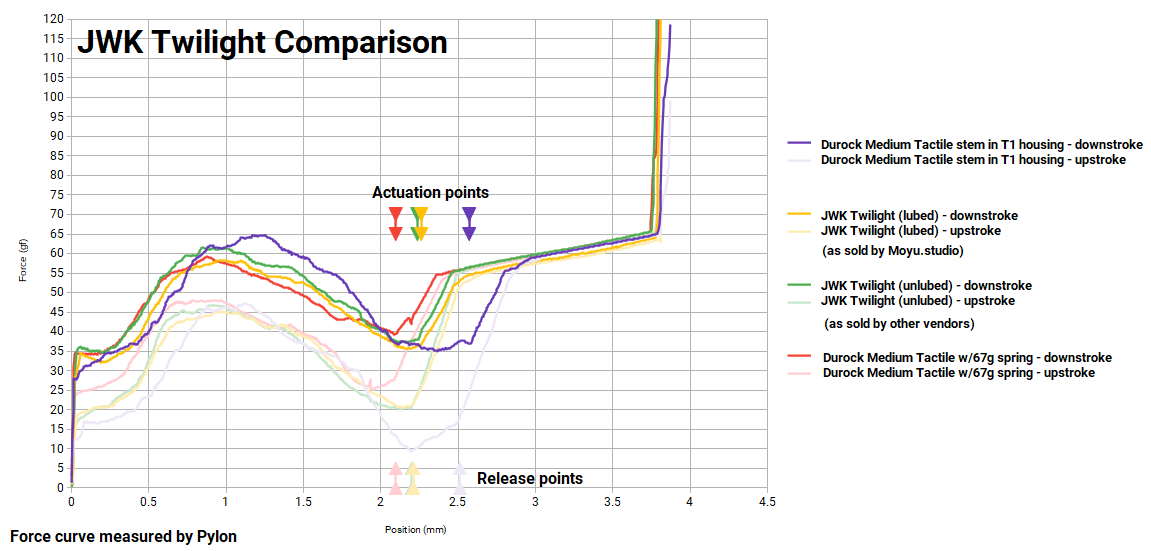 JWK Twilight Comparison
120
115
110
105
100
95
90
85
80
75
70
65
60
55
50
45
40
35
30
25
20
15
10
5
0
Force (gf)
Actuation points
Release points
0
0.5
1
1.5
2
2.5
3
3.5
4
4.5
Position (mm)
Durock Medium Tactile stem in T1 housing - downstroke
Durock Medium Tactile stem in T1 housing - upstroke
JWK Twilight (lubed) - downstroke
JWK Twilight (lubed) - upstroke
(as sold by Moyu.studio)
JWK Twilight (unlubed) - downstroke
JWK Twilight (unlubed) - upstroke
(as sold by other vendors)
Durock Medium Tactile w/67g spring - downstroke
Durock Medium Tactile w/67g spring - upstroke
Force curve measured by Pylon